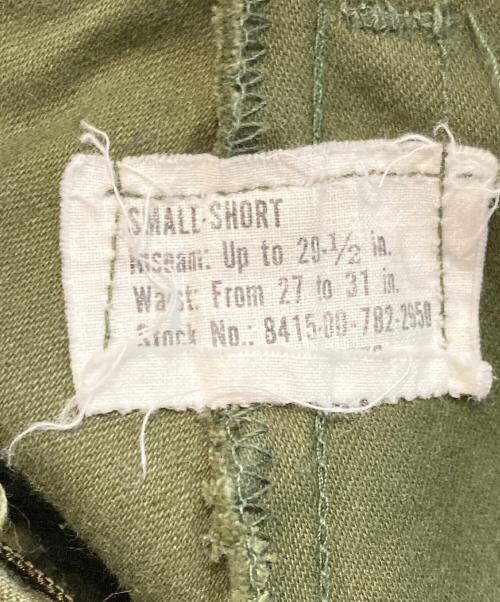 SMALL-SHORT
Inseam: Up to 29-1/2 in.
Waist: From 27 to 31 in.
Stock No.: 8415-00-782-2950